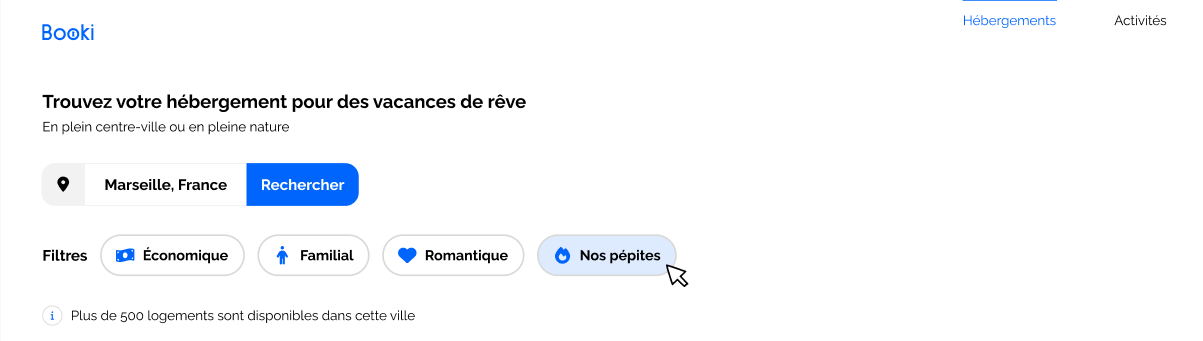 Booki
Hébergements
Activités
Trouvez votre hébergement pour des vacances de rêve
En plein centre-ville ou en pleine nature
Marseille, France
Rechercher
Filtres
Économique
Familial
Romantique
Nos pépites
i
Plus de 500 logements sont disponibles dans cette ville